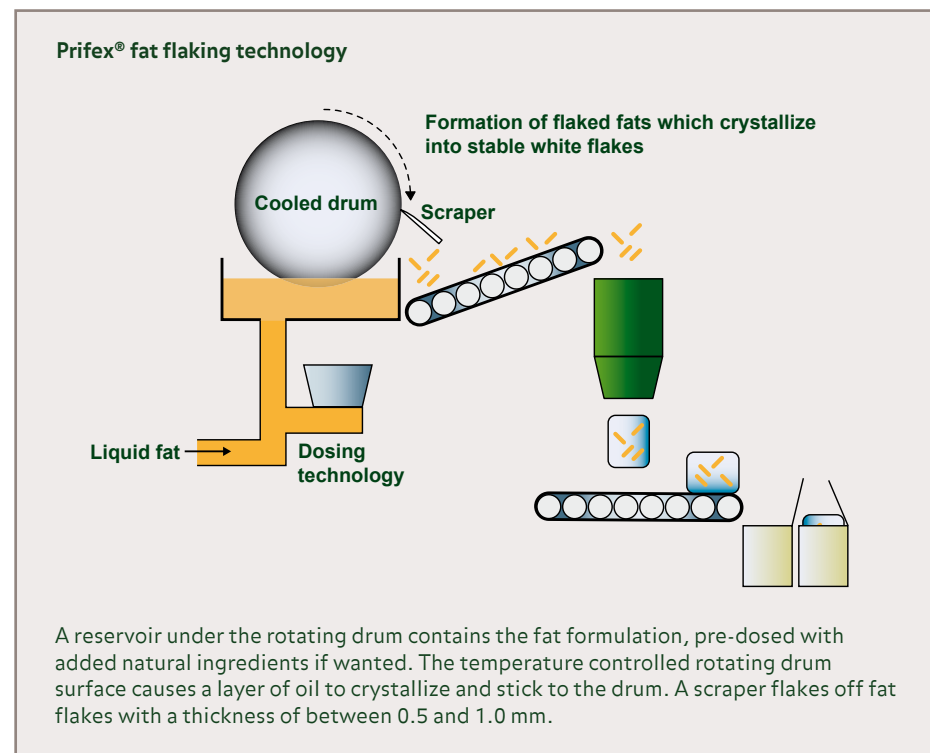 Prifex® fat flaking technology
Formation of flaked fats which crystallize
into stable white flakes
Cooled drum
Scraper
Liquid fat
Dosing
technology
A reservoir under the rotating drum contains the fat formulation, pre-dosed with
added natural ingredients if wanted. The temperature controlled rotating drum
surface causes a layer of oil to crystallize and stick to the drum. A scraper flakes off fat
flakes with a thickness of between 0.5 and 1.0 mm.